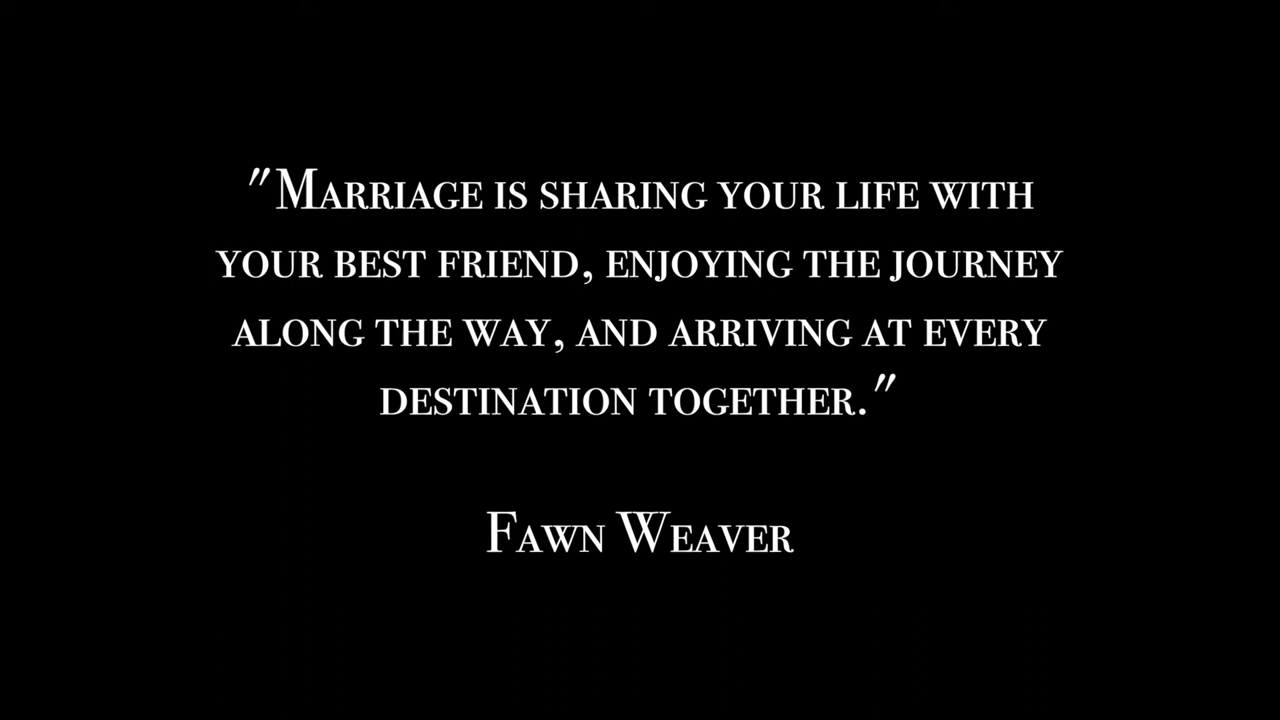 "Marriage is sharing your life with
your best friend, enjoying the journey
along the way, and arriving at every
destination together."
Fawn Weaver